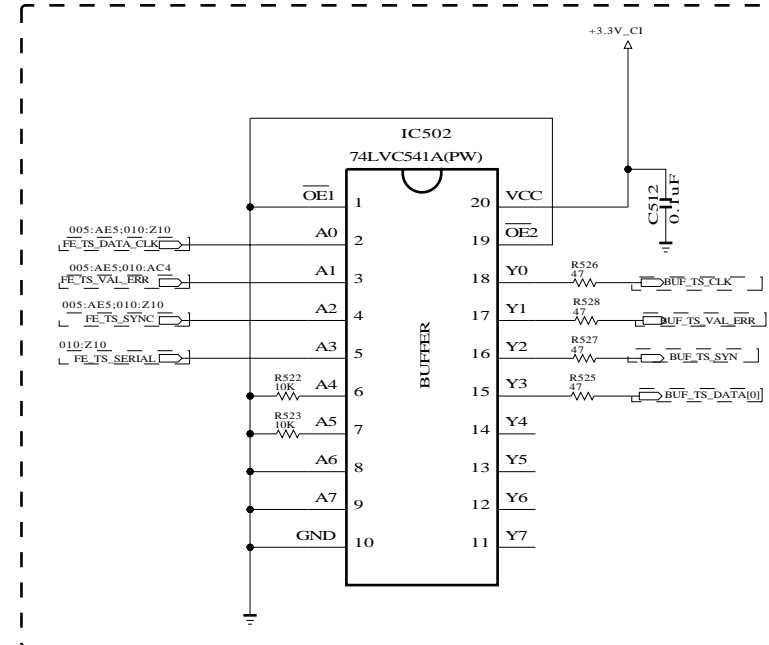 +3.3V_CI
IC502
74LVC541A(PW)
OE1 1 20 VCC
C512
0.1uF
005:AE5;010:Z10
FE_TS_DATA_CLK
A0 2 19 OE2
005:AE5;010:AC4
FE_TS_VAL_ERR
A1 3 18 Y0
R526
47
BUF_TS_CLK
005:AE5;010:Z10
FE_TS_SYNC
A2 4 17 Y1
R528
47
BUF_TS_VAL_ERR
010:Z10
FE_TS_SERIAL
A3 5 16 Y2
R527
47
BUF_TS_SYN
BUFFER
R522
10K
A4 6 15 Y3
R525
47
BUF_TS_DATA[0]
R523
10K
A5 7 14 Y4
A6 8 13 Y5
A7 9 12 Y6
GND 10 11 Y7